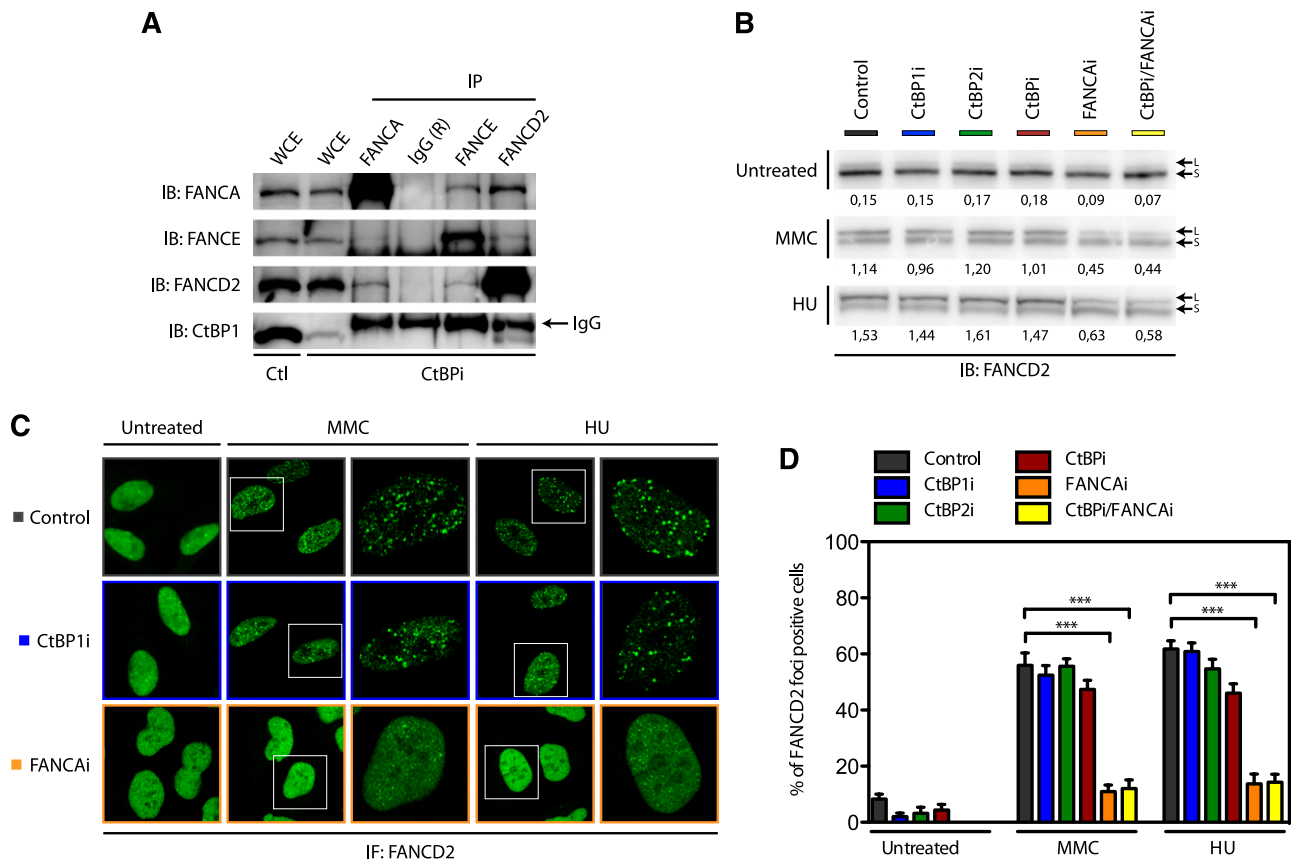 A
IP
WCE WCE FANCA IgG (R) FANCE FANCD2
IB: FANCA
IB: FANCE
IB: FANCD2
IB: CtBP1
IgG
Ctl CtBPi
B
Control CtBP1i CtBP2i CtBPi FANCAi CtBPi/FANCAi
Untreated L
S
0,15 0,15 0,17 0,18 0,09 0,07
MMC L
S
1,14 0,96 1,20 1,01 0,45 0,44
HU L
S
1,53 1,44 1,61 1,47 0,63 0,58
IB: FANCD2
C
Untreated MMC HU
Control
CtBP1i
FANCAi
IF: FANCD2
D
Control CtBPi
CtBP1i FANCAi
CtBP2i CtBPi/FANCAi
% of FANCD2 foci positive cells
100
80
60
40
20
0
*** ***
*** ***
Untreated MMC HU